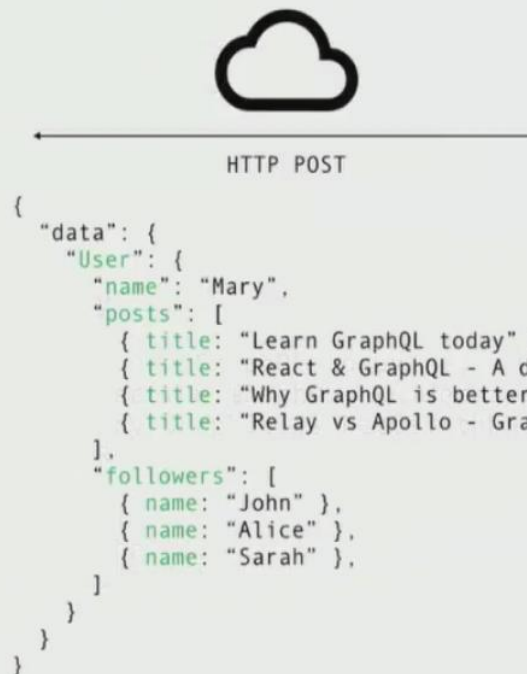 HTTP POST
{
"data": {
"User": {
"name": "Mary",
"posts": [
{ title: "Learn GraphQL today"
{ title: "React & GraphQL - A
{ title: "Why GraphQL is better
{ title: "Relay vs Apollo -
],
"followers": [
{ name: "John" },
{ name: "Alice" },
{ name: "Sarah" },
]
}
}
}